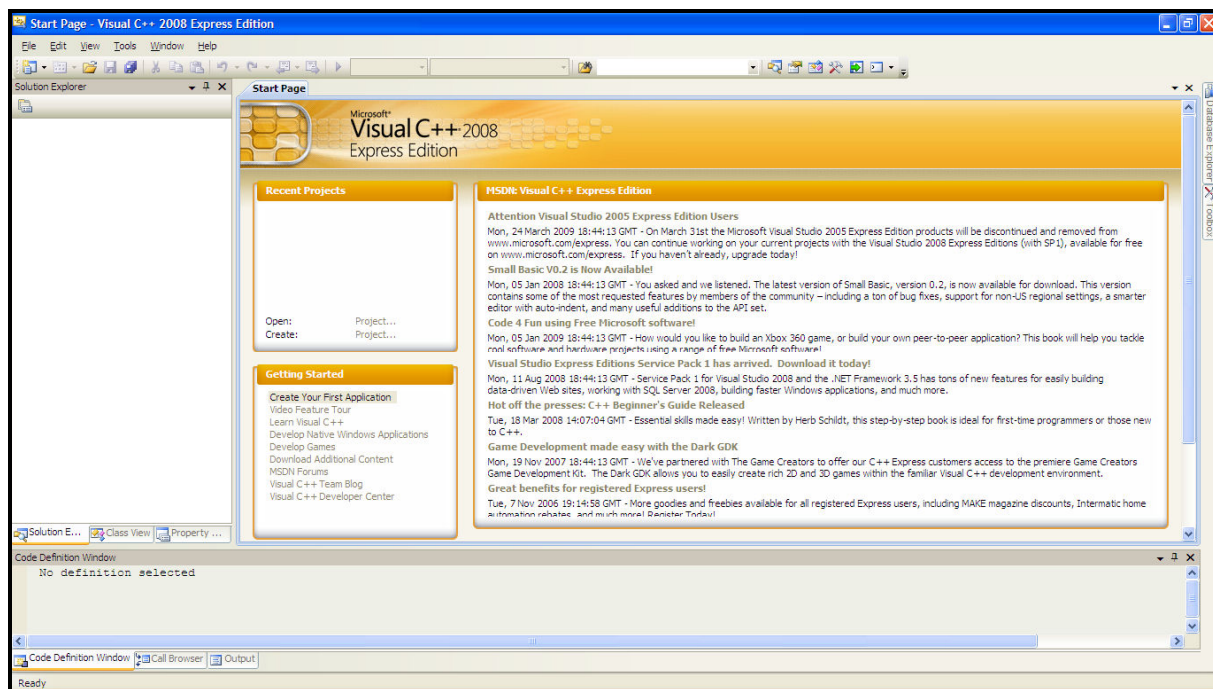 Start Page - Visual C++ 2008 Express Edition
File Edit View Tools Window Help
Solution Explorer
Start Page
Microsoft®
Visual C++ 2008
Express Edition
Recent Projects
Open: Project...
Create: Project...
Getting Started
Create Your First Application
Video Feature Tour
Learn Visual C++
Develop Native Windows Applications
Develop Games
Download Additional Content
MSDN Forums
Visual C++ Team Blog
Visual C++ Developer Center
MSDN: Visual C++ Express Edition
Attention Visual Studio 2005 Express Edition Users
Mon, 24 March 2009 18:44:13 GMT - On March 31st the Microsoft Visual Studio 2005 Express Edition products will be discontinued and removed from
www.microsoft.com/express. You can continue working on your current projects with the Visual Studio 2008 Express Editions (with SP1), available for free
on www.microsoft.com/express. If you haven't already, upgrade today!
Small Basic V0.2 is Now Available!
Mon, 05 Jan 2008 18:44:13 GMT - You asked and we listened. The latest version of Small Basic, version 0.2, is now available for download. This version
contains some of the most requested features by members of the community – including a ton of bug fixes, support for non-US regional settings, a smarter
editor with auto-indent, and many useful additions to the API set.
Code 4 Fun using Free Microsoft software!
Mon, 05 Jan 2009 18:44:13 GMT - How would you like to build an Xbox 360 game, or build your own peer-to-peer application? This book will help you tackle
cool software and hardware projects using a range of free Microsoft software!
Visual Studio Express Editions Service Pack 1 has arrived. Download it today!
Mon, 11 Aug 2008 18:44:13 GMT - Service Pack 1 for Visual Studio 2008 and the .NET Framework 3.5 has tons of new features for easily building
data-driven Web sites, working with SQL Server 2008, building faster Windows applications, and much more.
Hot off the presses: C++ Beginner's Guide Released
Tue, 18 Mar 2008 14:07:04 GMT - Essential skills made easy! Written by Herb Schildt, this step-by-step book is ideal for first-time programmers or those new
to C++.
Game Development made easy with the Dark GDK
Mon, 19 Nov 2007 18:44:13 GMT - We've partnered with The Game Creators to offer our C++ Express customers access to the premiere Game Creators
Game Development Kit. The Dark GDK allows you to easily create rich 2D and 3D games within the familiar Visual C++ development environment.
Great benefits for registered Express users!
Tue, 7 Nov 2006 19:14:58 GMT - More goodies and freebies available for all registered Express users, including MAKE magazine discounts, Intermatic home
automation rebates, and much more! Register Today!
Database Explorer
Toolbox
Solution E... Class View Property ...
Code Definition Window
No definition selected
Code Definition Window Call Browser Output
Ready